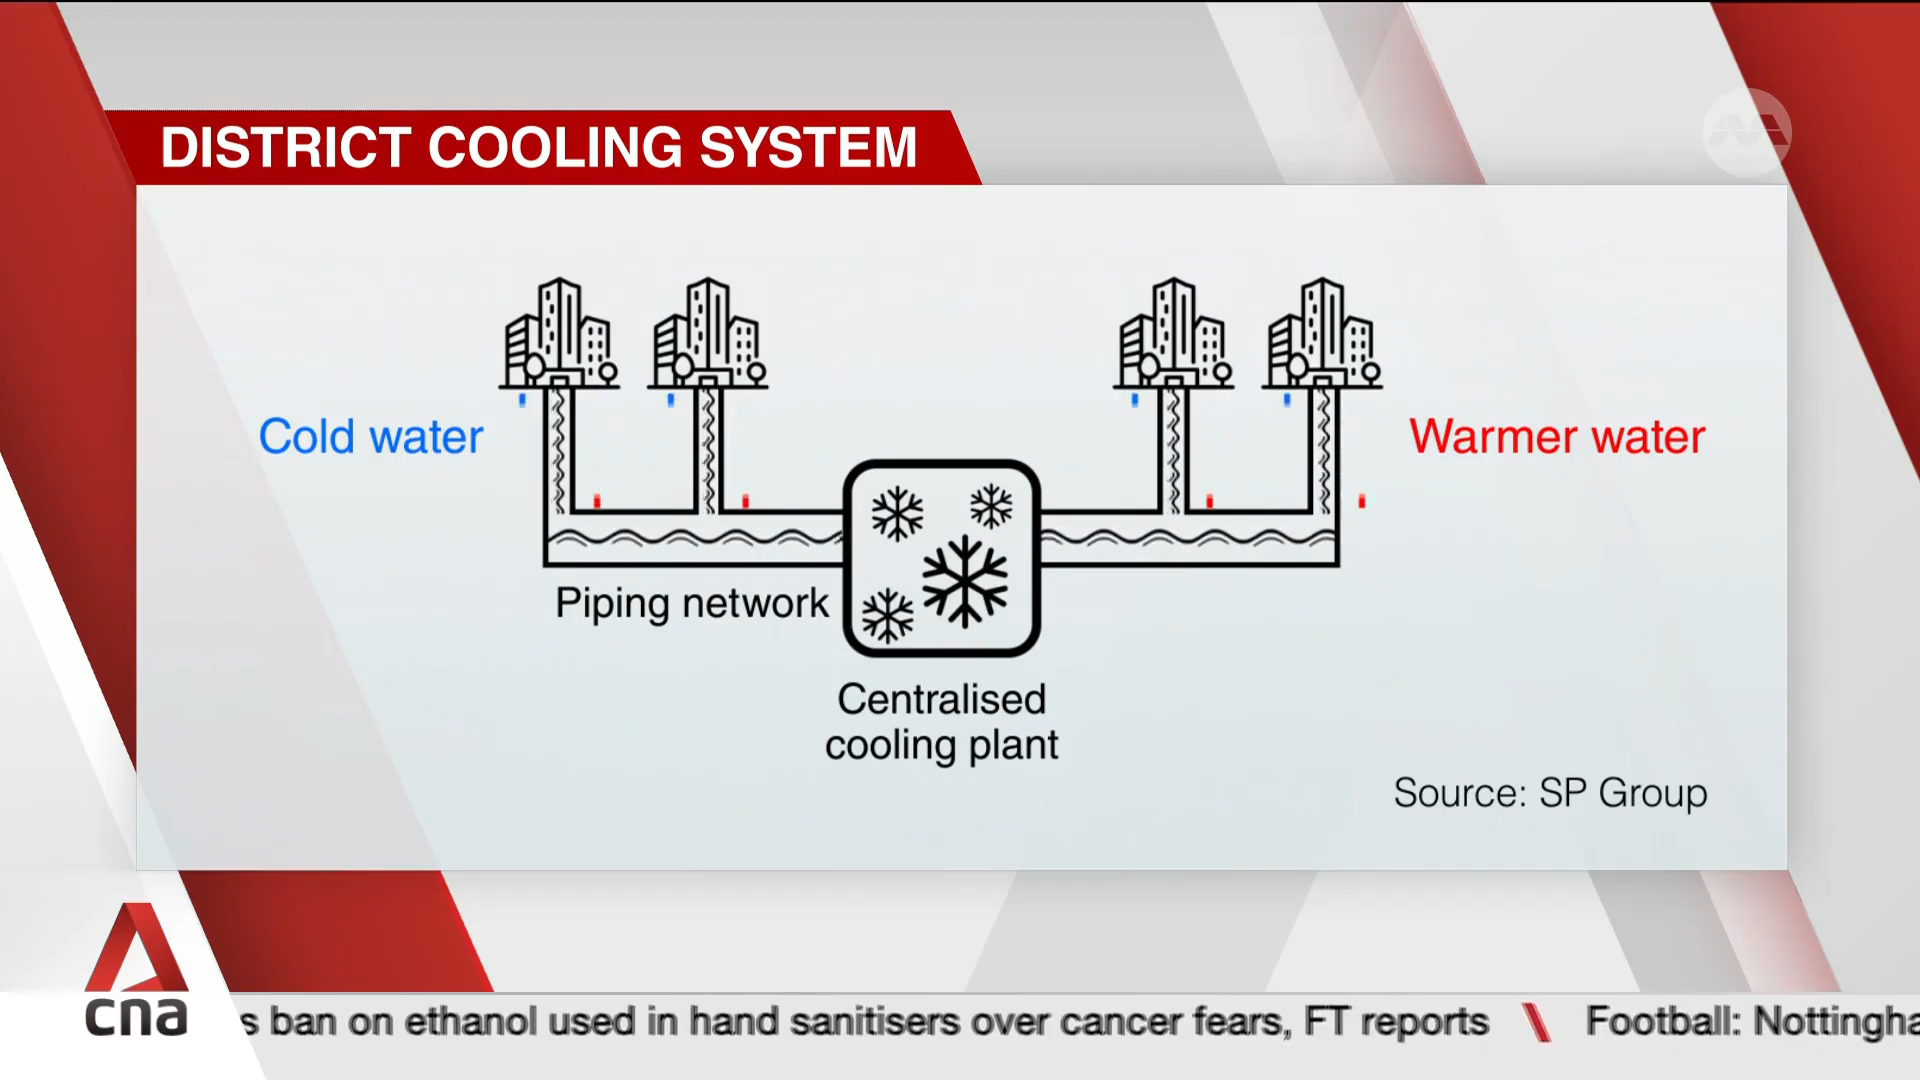 DISTRICT COOLING SYSTEM
Cold water
Warmer water
Piping network
Centralised
cooling plant
Source: SP Group
cna
s ban on ethanol used in hand sanitisers over cancer fears, FT reports
Football: Nottingha